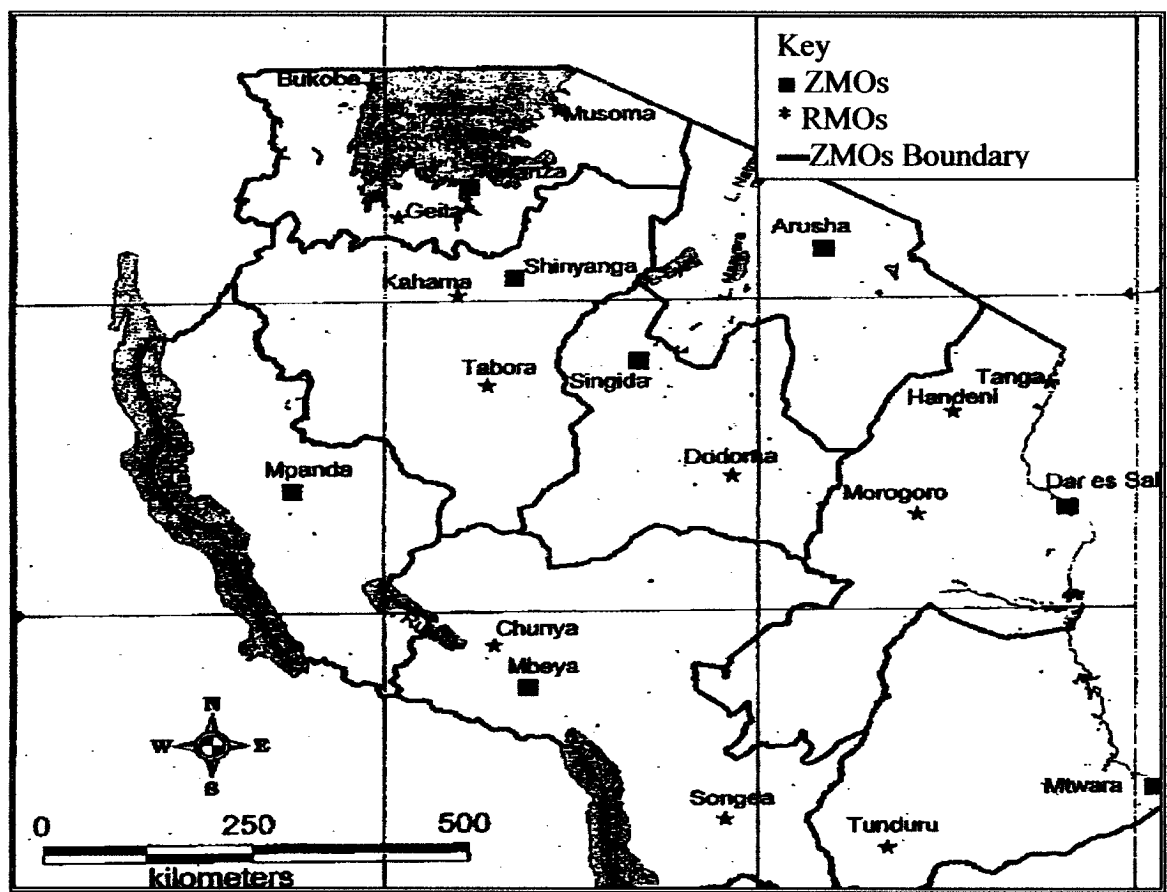 Key
■ ZMOs
* RMOs
ZMOs Boundary
Bukoba
Musoma
Geita
Arusha
Shinyanga
Kahama
Tabora
Singida
Tanga
Handeni
Mpanda
Dodoma
Morogoro
Dar es Sal
Chunya
Mbeya
N
W E
S
Mtwara
Songea
Tunduru
0 250 500
kilometers